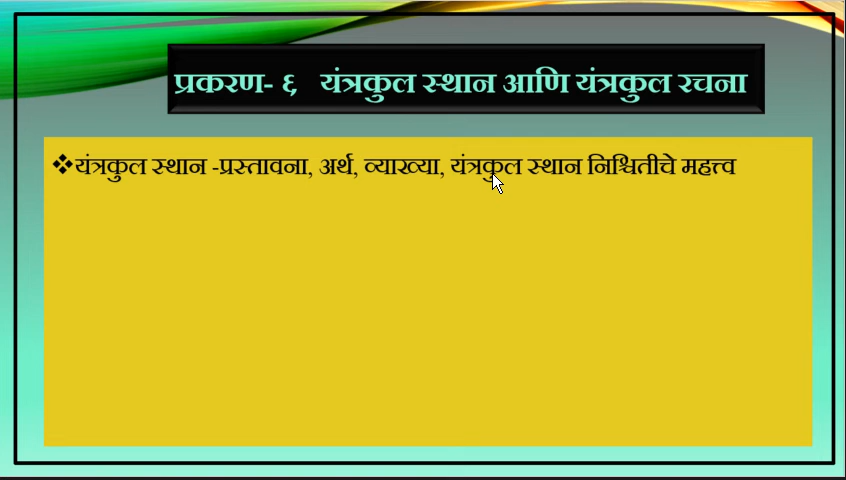 प्रकरण- ६ यंत्रकुल स्थान आणि यंत्रकुल रचना
❖यंत्रकुल स्थान -प्रस्तावना, अर्थ, व्याख्या, यंत्रकुल स्थान निश्चितीचे महत्त्व